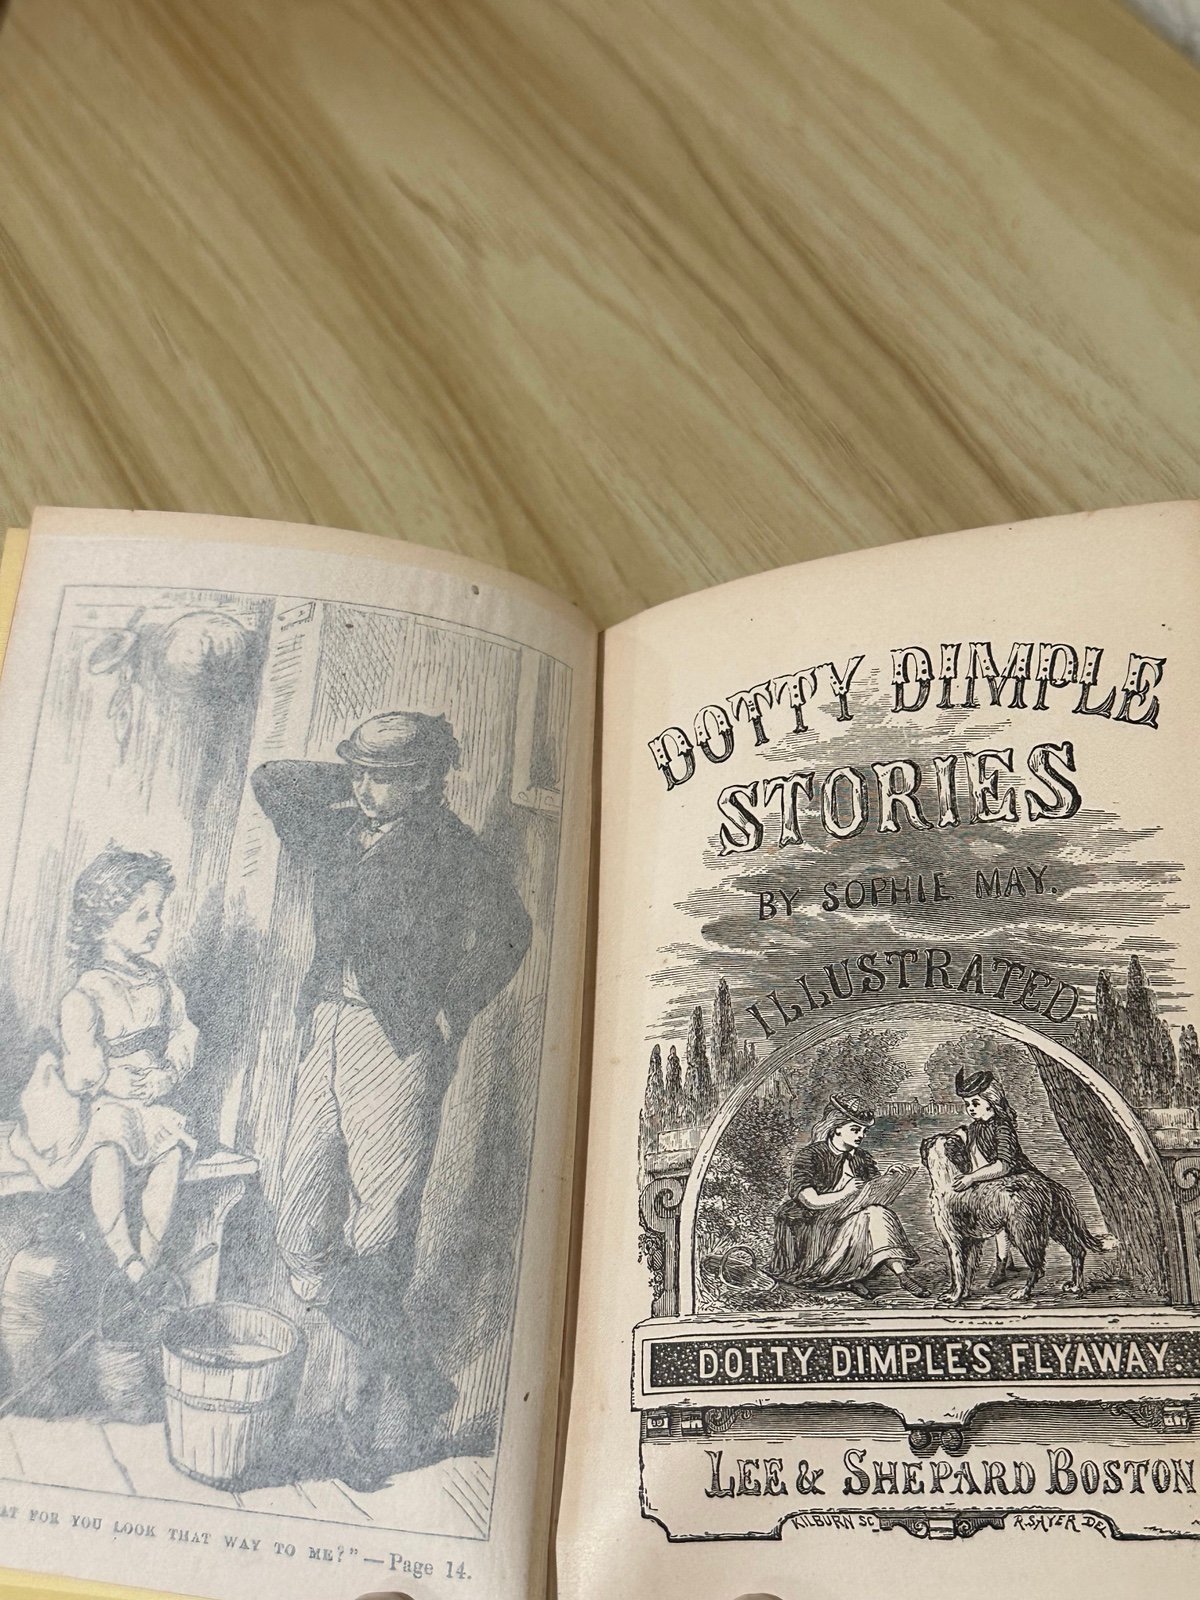 FOR YOU LOOK THAT WAY TO ME?"—Page 14.
DOTTY DIMPLE
STORIES
BY SOPHIE MAY.
ILLUSTRATED
DOTTY DIMPLE'S FLYAWAY.
LEE & SHEPARD BOSTON
KILBURN SC R. SAYER DE